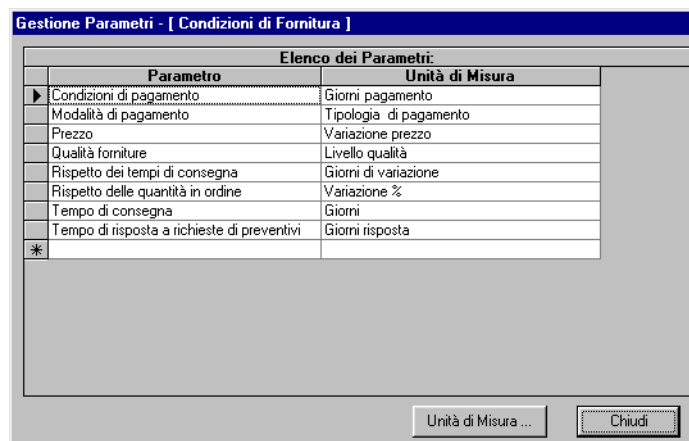 Gestione Parametri - [ Condizioni di Fornitura ]
Elenco dei Parametri:
Parametro Unità di Misura
Condizioni di pagamento Giorni pagamento
Modalità di pagamento Tipologia di pagamento
Prezzo Variazione prezzo
Qualità forniture Livello qualità
Rispetto dei tempi di consegna Giorni di variazione
Rispetto delle quantità in ordine Variazione %
Tempo di consegna Giorni
Tempo di risposta a richieste di preventivi Giorni risposta
Unità di Misura ... Chiudi